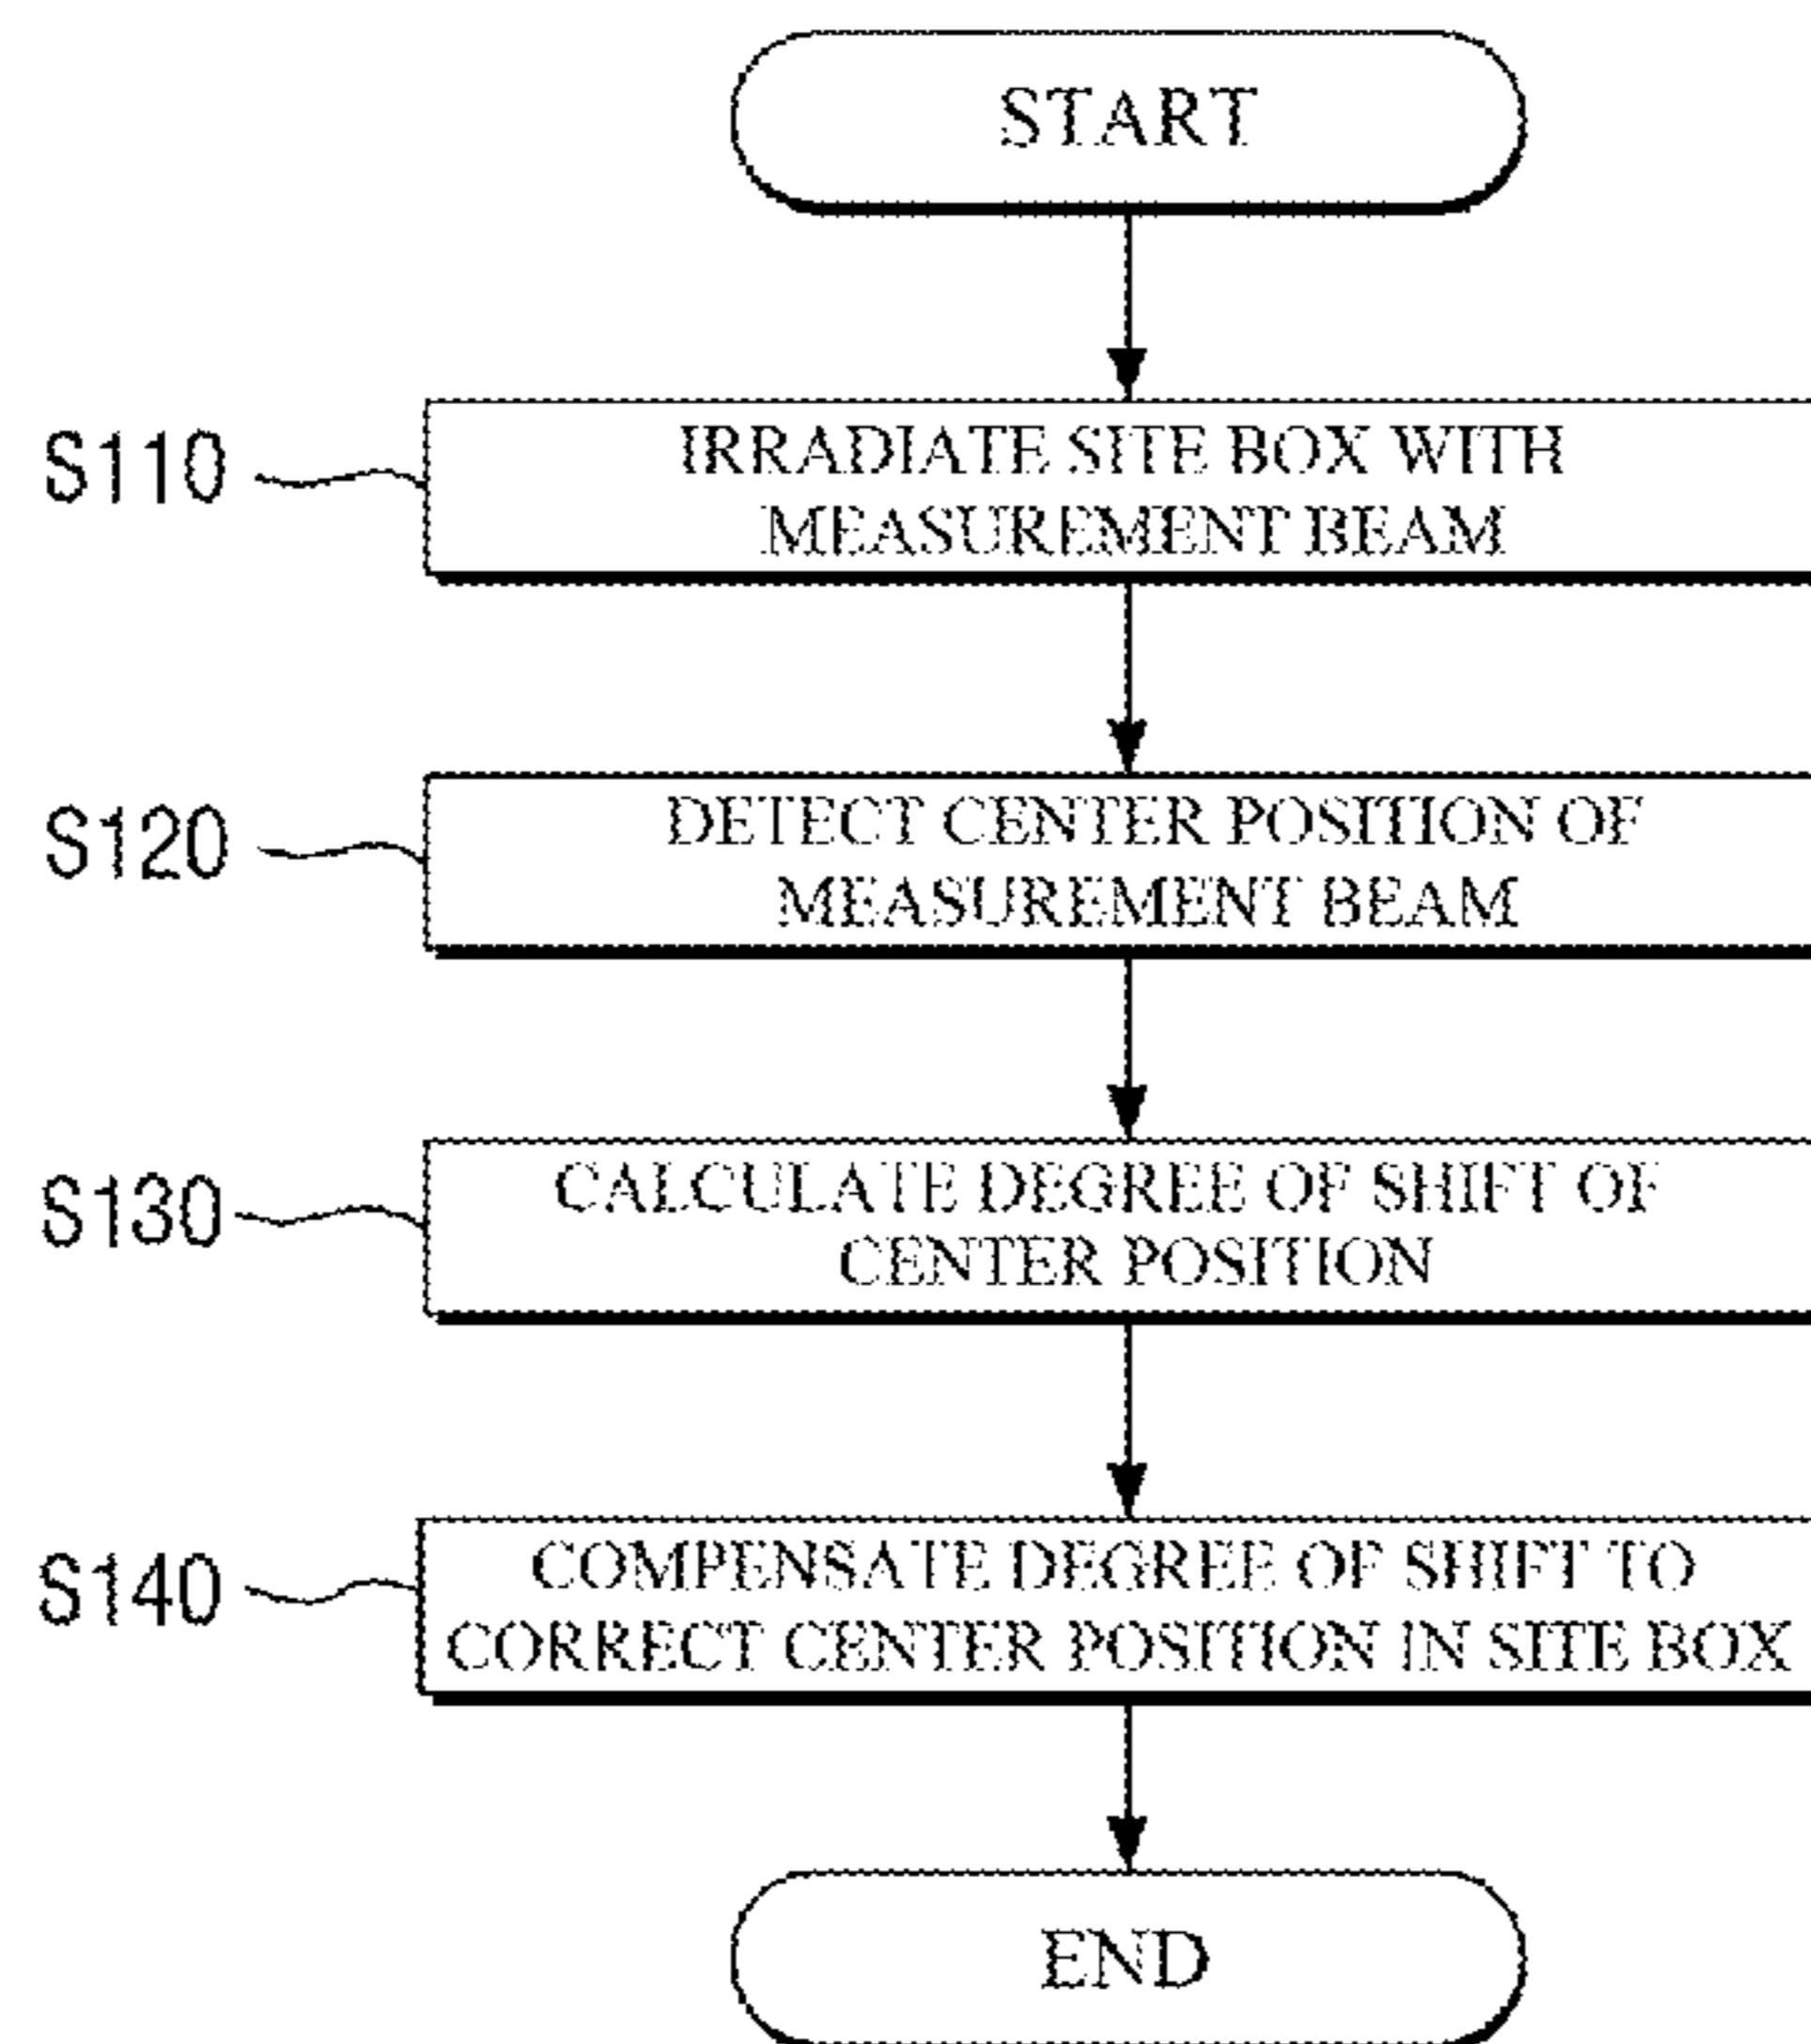 START
S110
IRRADIATE SITE BOX WITH
MEASUREMENT BEAM
S120
DETECT CENTER POSITION OF
MEASUREMENT BEAM
S130
CALCULATE DEGREE OF SHIFT OF
CENTER POSITION
S140
COMPENSATE DEGREE OF SHIFT TO
CORRECT CENTER POSITION IN SITE BOX
END